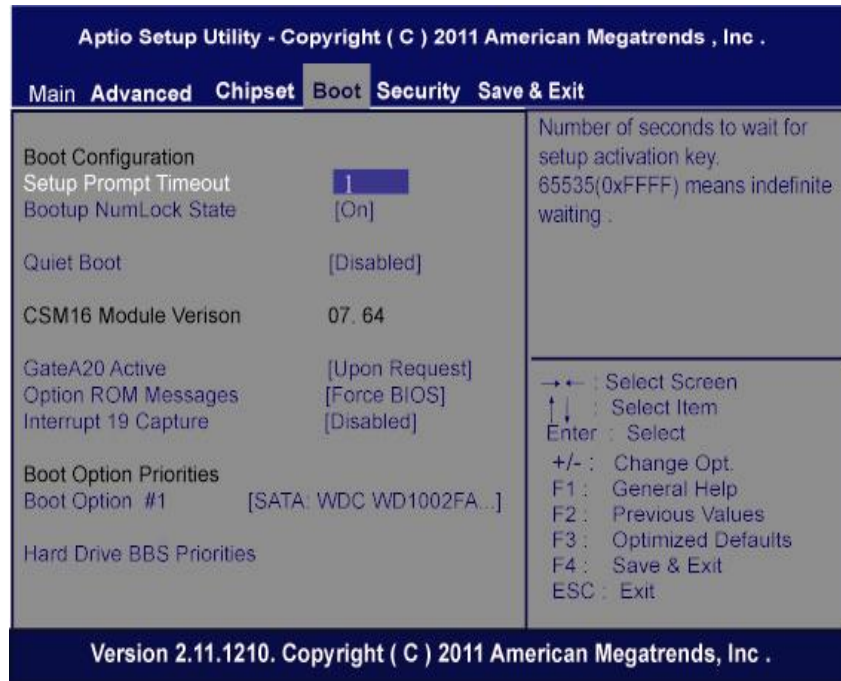 Aptio Setup Utility - Copyright ( C ) 2011 American Megatrends , Inc .
Main Advanced Chipset Boot Security Save & Exit
Boot Configuration
Setup Prompt Timeout 1
Bootup NumLock State [On]
Quiet Boot [Disabled]
CSM16 Module Verison 07. 64
GateA20 Active [Upon Request]
Option ROM Messages [Force BIOS]
Interrupt 19 Capture [Disabled]
Boot Option Priorities
Boot Option #1 [SATA: WDC WD1002FA...]
Hard Drive BBS Priorities
Number of seconds to wait for
setup activation key.
65535(0xFFFF) means indefinite
waiting .
→← : Select Screen
↑↓ : Select Item
Enter : Select
+/- : Change Opt.
F1 : General Help
F2 : Previous Values
F3 : Optimized Defaults
F4 : Save & Exit
ESC : Exit
Version 2.11.1210. Copyright ( C ) 2011 American Megatrends, Inc .